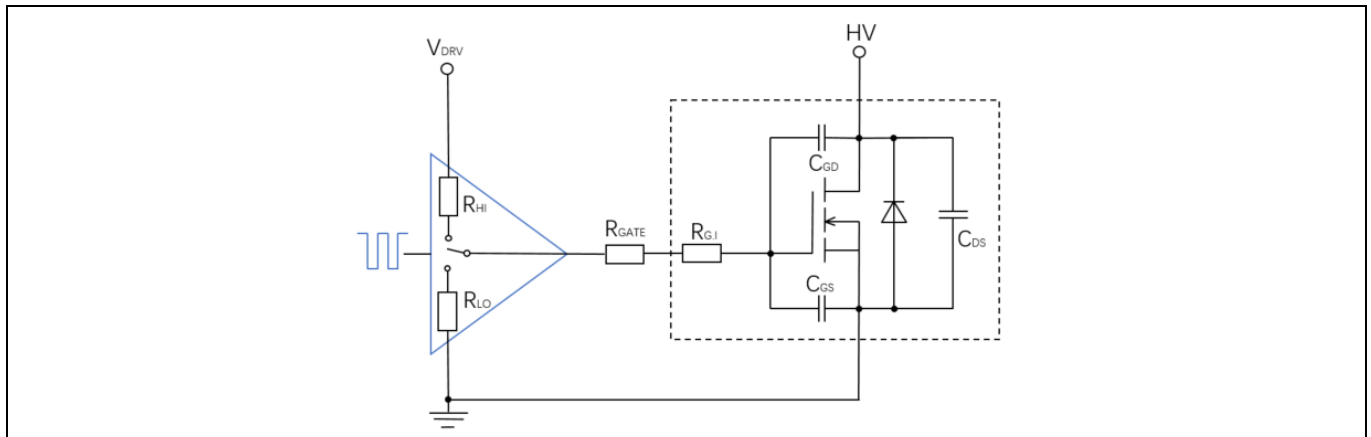 HV
VDRV
CGD
RHI
RGATE
RG.I
CDS
CGS
RLO